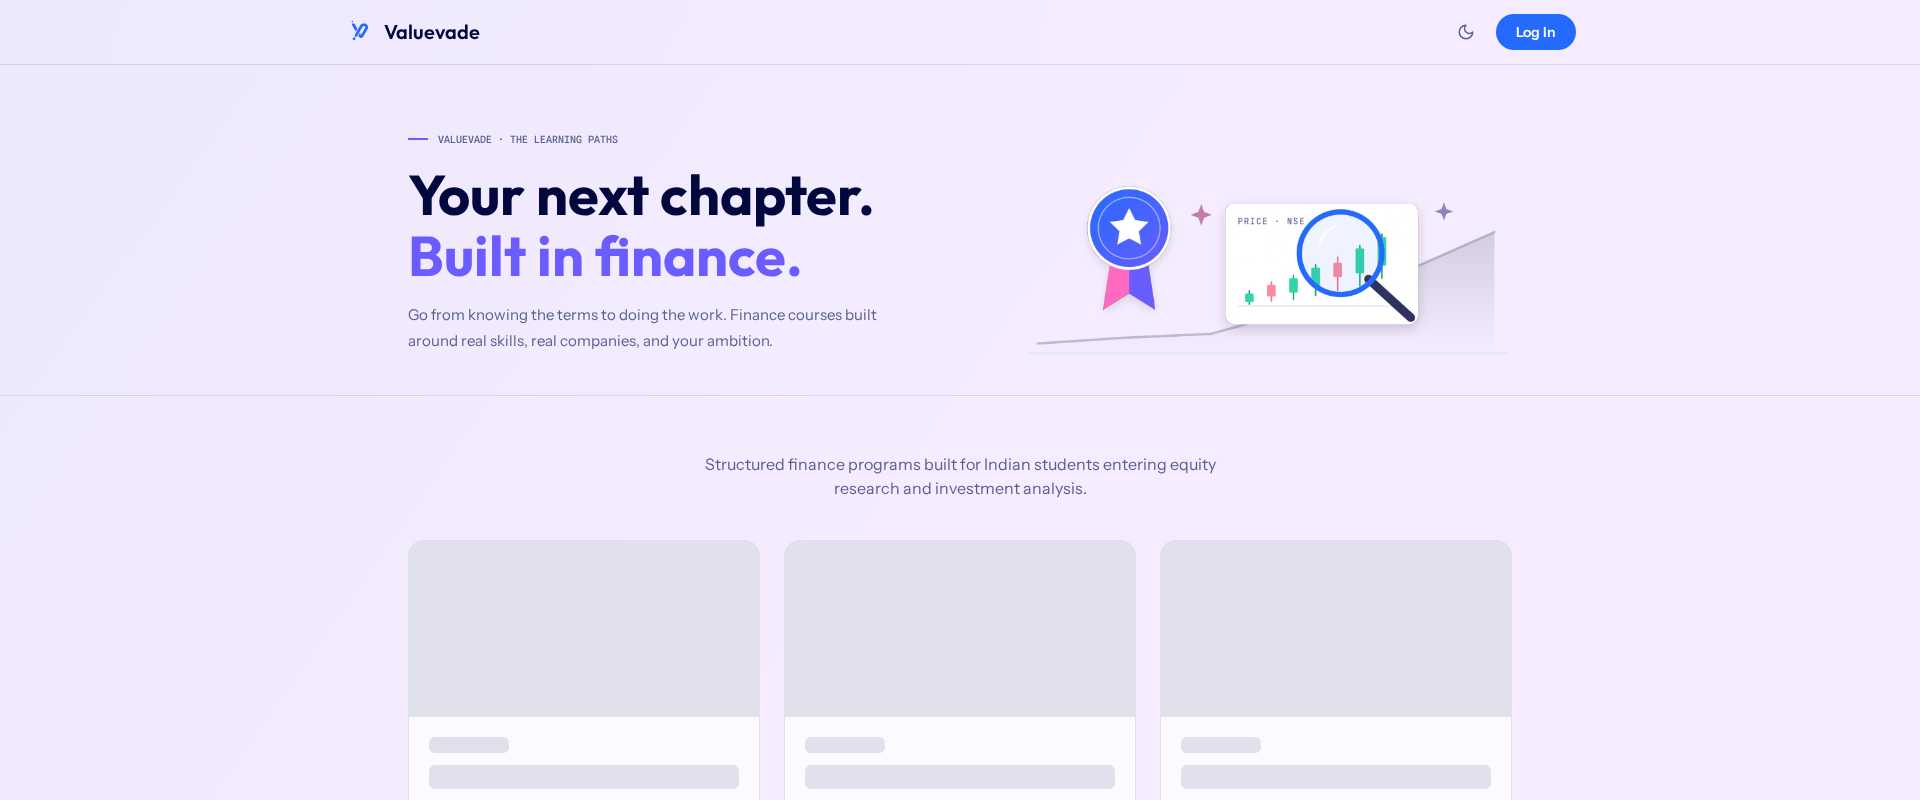 Valuevade
Log In
VALUEVADE · THE LEARNING PATHS
Your next chapter.
Built in finance.
Go from knowing the terms to doing the work. Finance courses built
around real skills, real companies, and your ambition.
PRICE · NSE
Structured finance programs built for Indian students entering equity
research and investment analysis.